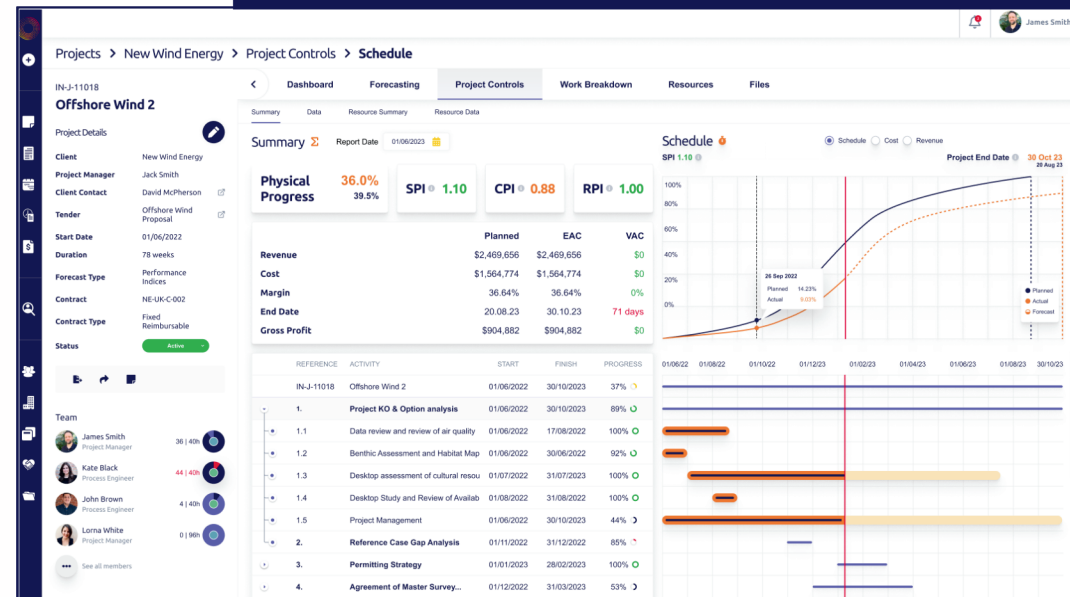 James Smith
Projects > New Wind Energy > Project Controls > Schedule
IN-J-11018
Offshore Wind 2
Project Details
Client New Wind Energy
Project Manager Jack Smith
Client Contact David McPherson
Tender Offshore Wind Proposal
Start Date 01/06/2022
Duration 78 weeks
Forecast Type Performance Indices
Contract NE-UK-C-002
Contract Type Fixed Reimbursable
Status Active
Team
James Smith 36 | 40h
Project Manager
Kate Black 44 | 40h
Process Engineer
John Brown 4 | 40h
Process Engineer
Lorna White 0 | 96h
Project Manager
See all members
Dashboard Forecasting Project Controls Work Breakdown Resources Files
Summary Data Resource Summary Resource Data
Summary Σ Report Date 01/06/2023
Physical Progress 36.0% 39.5%
SPI 1.10
CPI 0.88
RPI 1.00
Planned EAC VAC
Revenue $2,469,656 $2,469,656 $0
Cost $1,564,774 $1,564,774 $0
Margin 36.64% 36.64% 0%
End Date 20.08.23 30.10.23 71 days
Gross Profit $904,882 $904,882 $0
Schedule
Schedule Cost Revenue
SPI 1.10
Project End Date 30 Oct 23
20 Aug 23
100%
80%
60%
40%
20%
0%
26 Sep 2022
Planned 14.23%
Actual 9.03%
Planned
Actual
Forecast
01/06/22 01/08/22 01/10/22 01/12/23 01/02/23 01/04/23 01/06/23 01/08/23 30/10/23
REFERENCE ACTIVITY START FINISH PROGRESS
IN-J-11018 Offshore Wind 2 01/06/2022 30/10/2023 37%
1. Project KO & Option analysis 01/06/2022 30/10/2023 89%
1.1 Data review and review of air quality 01/06/2022 17/08/2022 100%
1.2 Benthic Assessment and Habitat Map 01/06/2022 30/06/2022 92%
1.3 Desktop assessment of cultural resou 01/07/2022 31/07/2023 100%
1.4 Desktop Study and Review of Availab 01/08/2022 31/08/2022 100%
1.5 Project Management 01/06/2022 30/10/2023 44%
2. Reference Case Gap Analysis 01/11/2022 31/12/2022 85%
3. Permitting Strategy 01/01/2023 28/02/2023 100%
4. Agreement of Master Survey... 01/12/2022 31/03/2023 53%